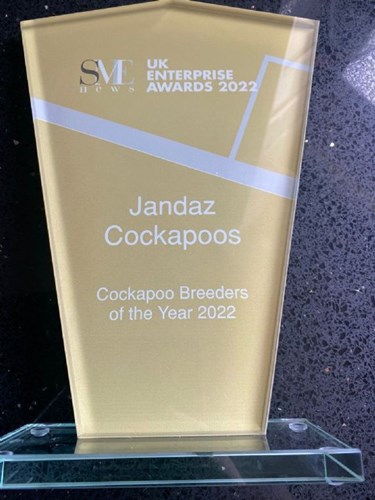 SME
news
UK
ENTERPRISE
AWARDS 2022
Jandaz
Cockapoos
Cockapoo Breeders
of the Year 2022